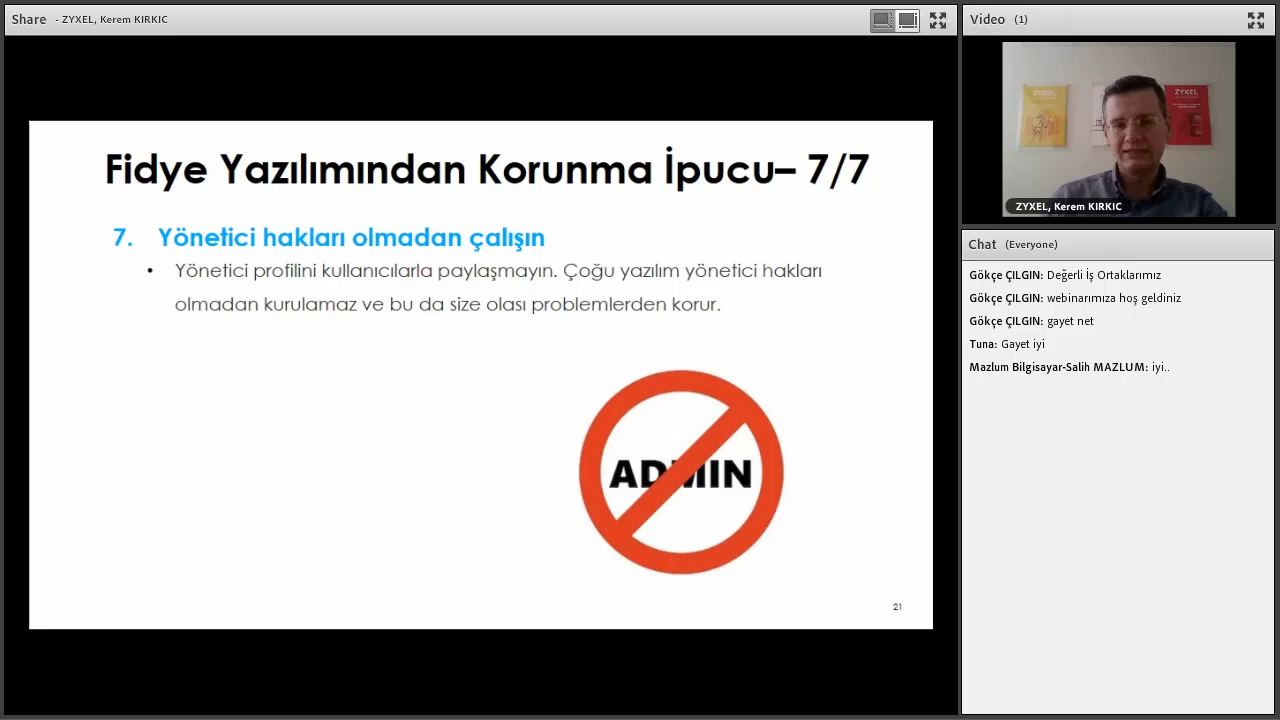 Share - ZYXEL, Kerem KIRKIC
Fidye Yazılımından Korunma İpucu– 7/7
7. Yönetici hakları olmadan çalışın
• Yönetici profilini kullanıcılarla paylaşmayın. Çoğu yazılım yönetici hakları
olmadan kurulamaz ve bu da size olası problemlerden korur.
ADMIN
21
Video (1)
ZYXEL
ZYXEL
ZYXEL, Kerem KIRKIC
Chat (Everyone)
Gökçe ÇILGIN: Değerli İş Ortaklarımız
Gökçe ÇILGIN: webinarımıza hoş geldiniz
Gökçe ÇILGIN: gayet net
Tuna: Gayet iyi
Mazlum Bilgisayar-Salih MAZLUM: iyi..